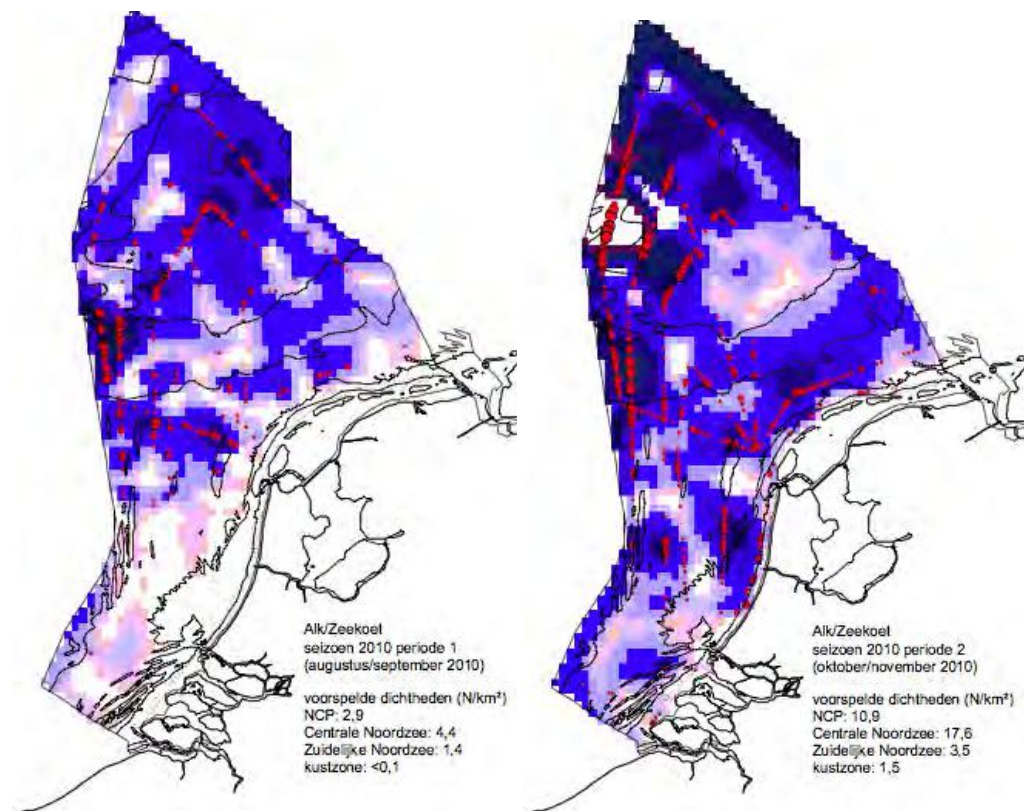 Alk/Zeekoet
seizoen 2010 periode 1
(augustus/september 2010)
voorspelde dichtheden (N/km²)
NCP: 2,9
Centrale Noordzee: 4,4
Zuidelijke Noordzee: 1,4
kustzone: <0,1
Alk/Zeekoet
seizoen 2010 periode 2
(oktober/november 2010)
voorspelde dichtheden (N/km²)
NCP: 10,9
Centrale Noordzee: 17,6
Zuidelijke Noordzee: 3,5
kustzone: 1,5